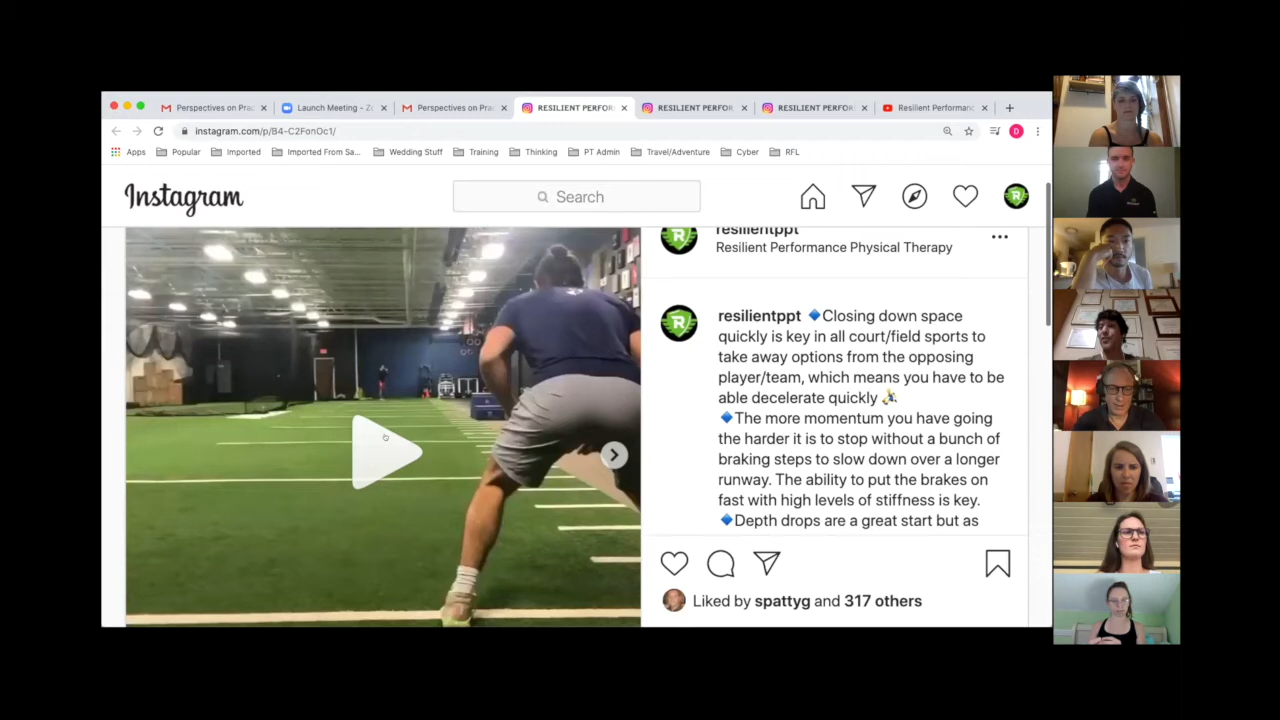 Perspectives on Prac
Launch Meeting - Zo
Perspectives on Prac
RESILIENT PERFOR
RESILIENT PERFOR
RESILIENT PERFOR
Resilient Performanc
instagram.com/p/B4-C2FonOc1/
D
Apps
Popular
Imported
Imported From Sa...
Wedding Stuff
Training
Thinking
PT Admin
Travel/Adventure
Cyber
RFL
Instagram
Search
resilientppt
Resilient Performance Physical Therapy
resilientppt 🔷Closing down space
quickly is key in all court/field sports to
take away options from the opposing
player/team, which means you have to be
able decelerate quickly
🔷The more momentum you have going
the harder it is to stop without a bunch of
braking steps to slow down over a longer
runway. The ability to put the brakes on
fast with high levels of stiffness is key.
🔷Depth drops are a great start but as
Liked by spattyg and 317 others